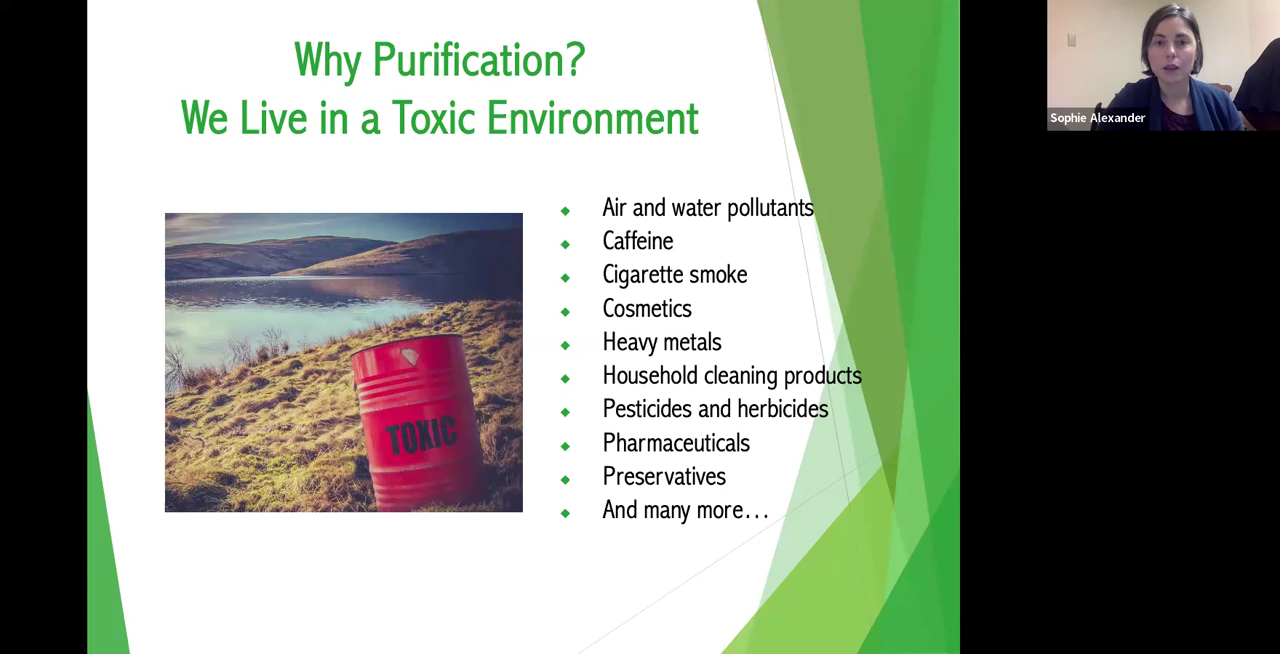 Why Purification?
We Live in a Toxic Environment
Air and water pollutants
Caffeine
Cigarette smoke
Cosmetics
Heavy metals
Household cleaning products
Pesticides and herbicides
Pharmaceuticals
Preservatives
And many more...
TOXIC
Sophie Alexander